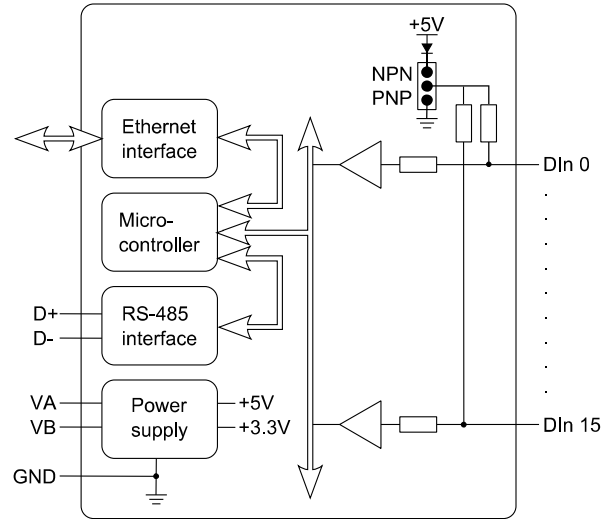 +5V
NPN
PNP
Ethernet
interface
DIn 0
Micro-
controller
D+
D-
RS-485
interface
VA
VB
Power
supply
+5V
+3.3V
DIn 15
GND